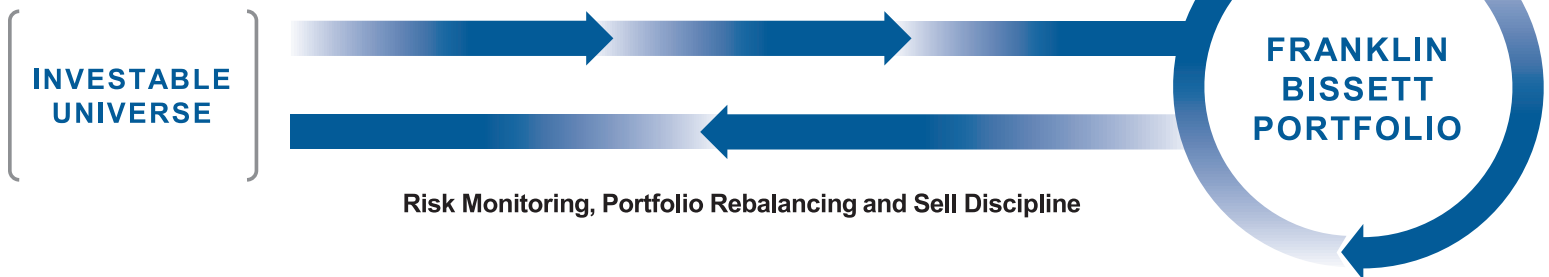 INVESTABLE
UNIVERSE
FRANKLIN
BISSETT
PORTFOLIO
Risk Monitoring, Portfolio Rebalancing and Sell Discipline